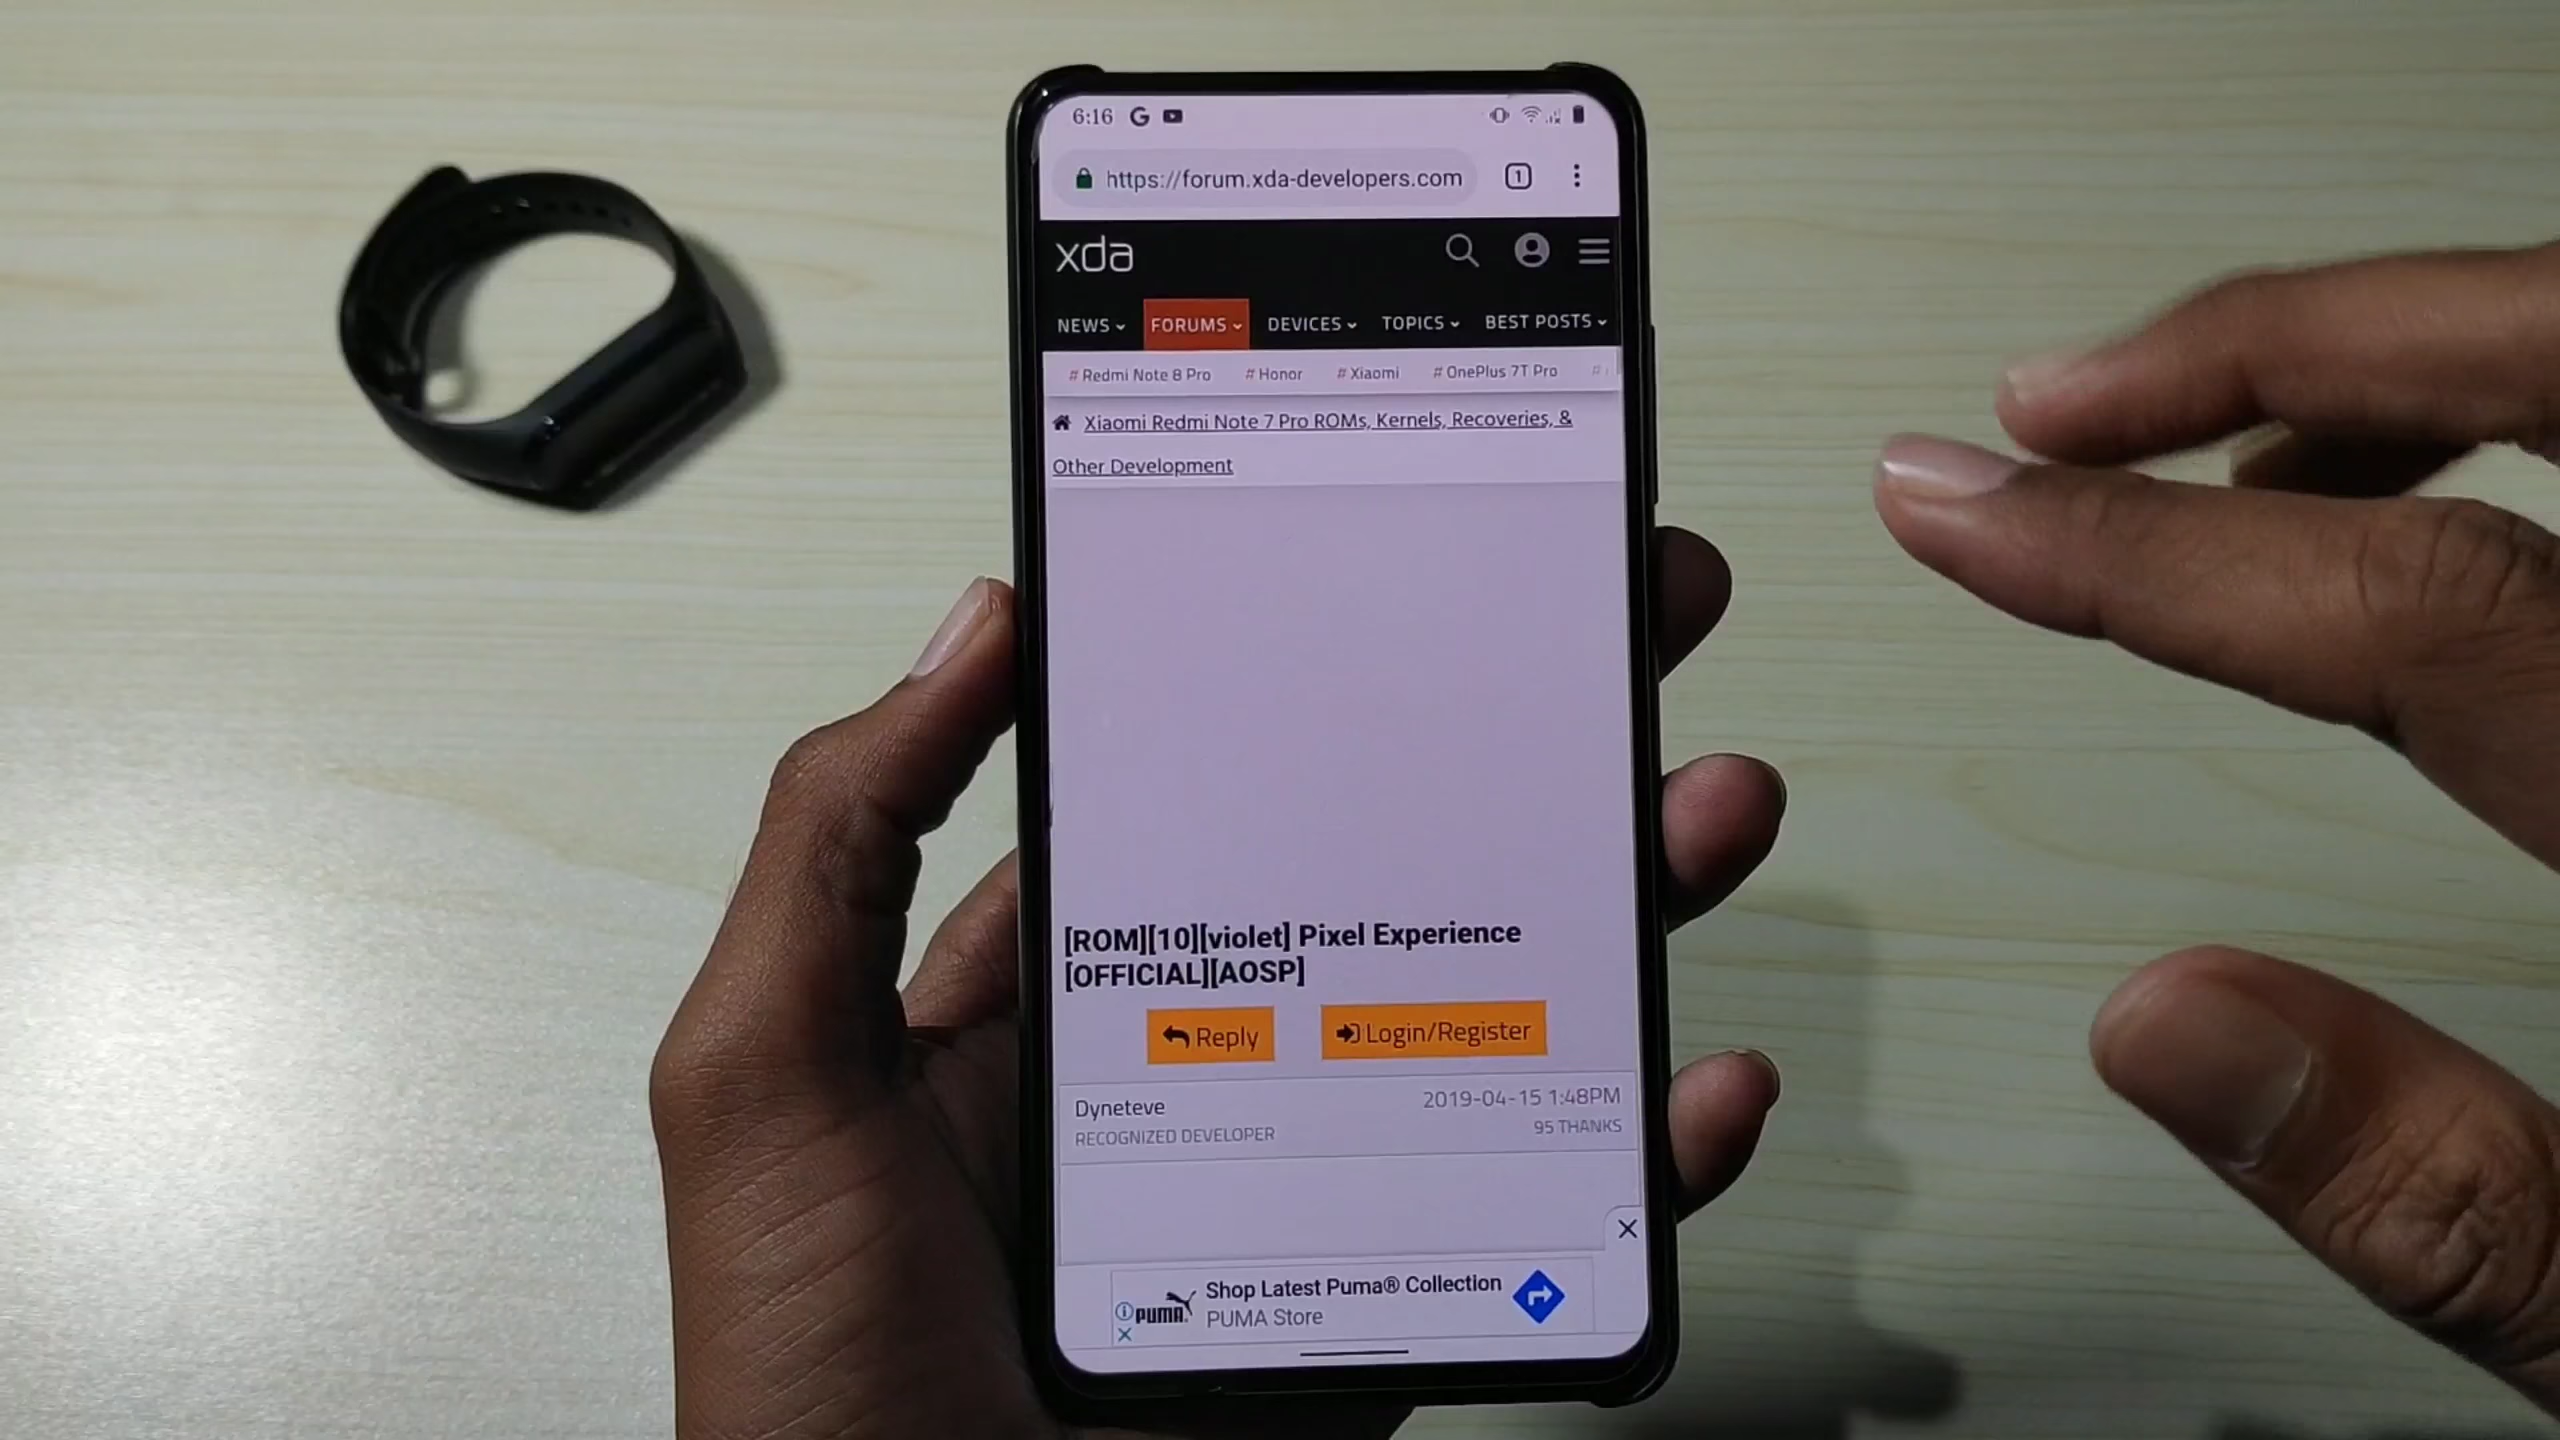 6:16
https://forum.xda-developers.com
1
xda
NEWS FORUMS DEVICES TOPICS BEST POSTS
# Redmi Note 8 Pro # Honor # Xiaomi # OnePlus 7T Pro #
Xiaomi Redmi Note 7 Pro ROMs, Kernels, Recoveries, &
Other Development
[ROM][10][violet] Pixel Experience
[OFFICIAL][AOSP]
Reply Login/Register
Dyneteve 2019-04-15 1:48PM
RECOGNIZED DEVELOPER 95 THANKS
Shop Latest Puma® Collection
PUMA
PUMA Store